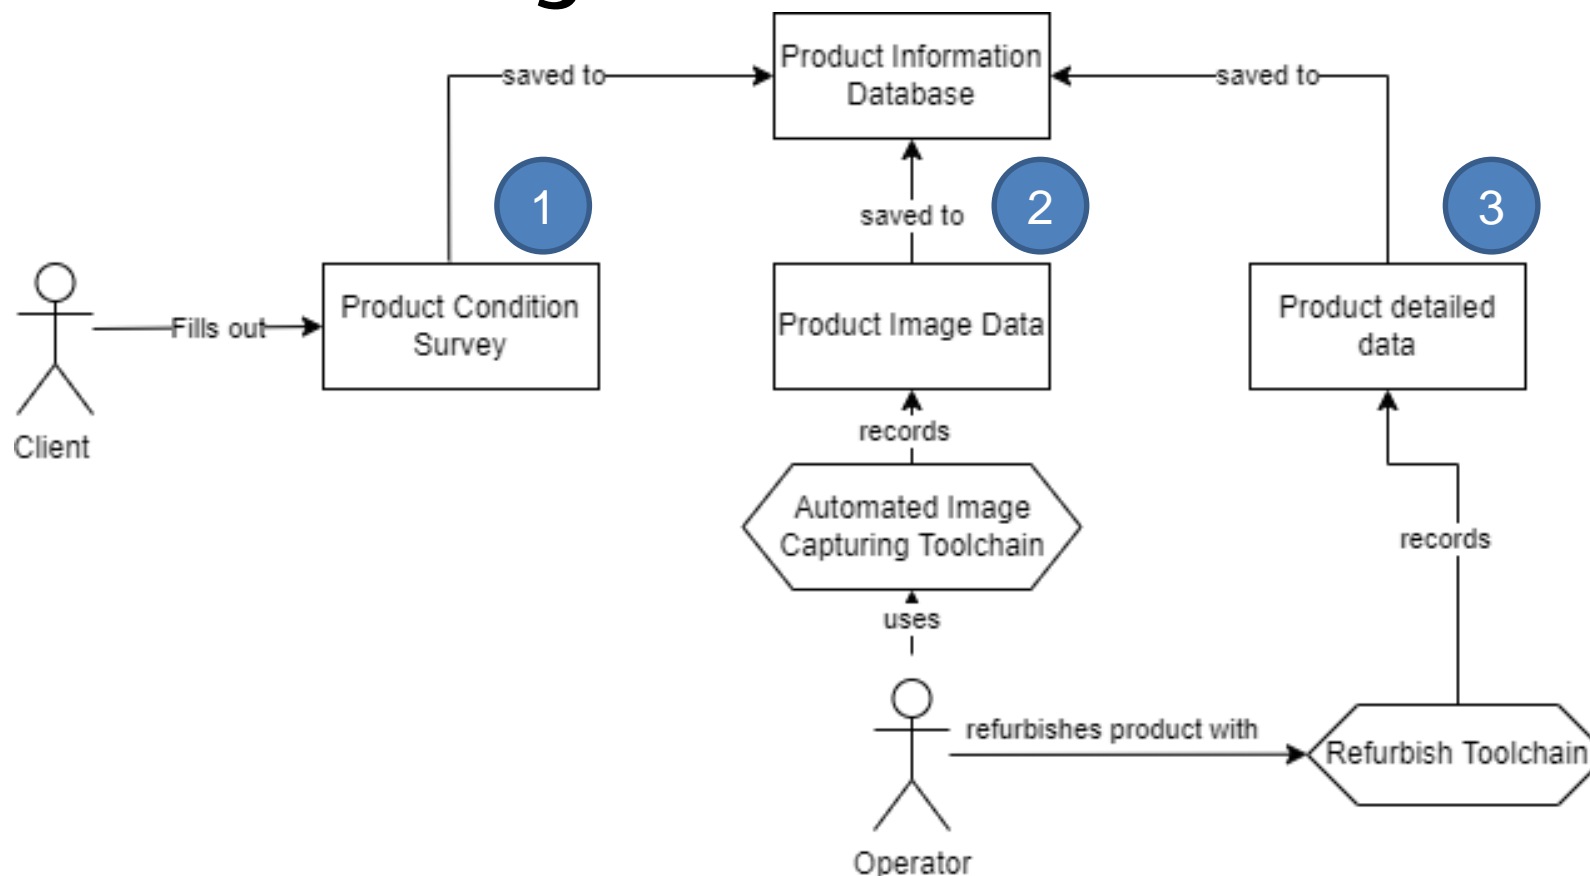 Product Information
Database
saved to
saved to
1
2
3
saved to
Product Condition
Survey
Product Image Data
Product detailed
data
Fills out
Client
records
Automated Image
Capturing Toolchain
records
uses
refurbishes product with
Refurbish Toolchain
Operator